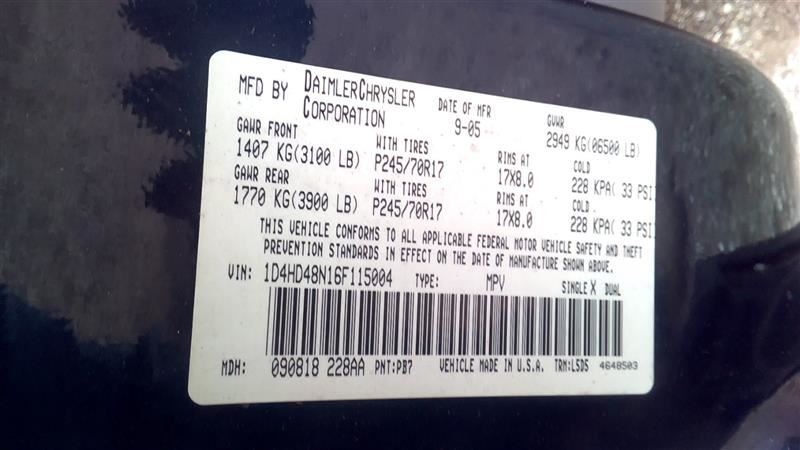 MFD BY DAIMLERCHRYSLER CORPORATION DATE OF MFR 9-05 GVWR 2949 KG(06500 LB)
GAWR FRONT WITH TIRES RIMS AT COLD
1407 KG(3100 LB) P245/70R17 17X8.0 228 KPA( 33 PSI)
GAWR REAR WITH TIRES RIMS AT COLD
1770 KG(3900 LB) P245/70R17 17X8.0 228 KPA( 33 PSI)
THIS VEHICLE CONFORMS TO ALL APPLICABLE FEDERAL MOTOR VEHICLE SAFETY AND THEFT
PREVENTION STANDARDS IN EFFECT ON THE DATE OF MANUFACTURE SHOWN ABOVE.
VIN: 1D4HD48N16F115004 TYPE: MPV SINGLE X DUAL
MDH: 090818 228AA PNT:PB7 VEHICLE MADE IN U.S.A. TRM:L5DS 4648503